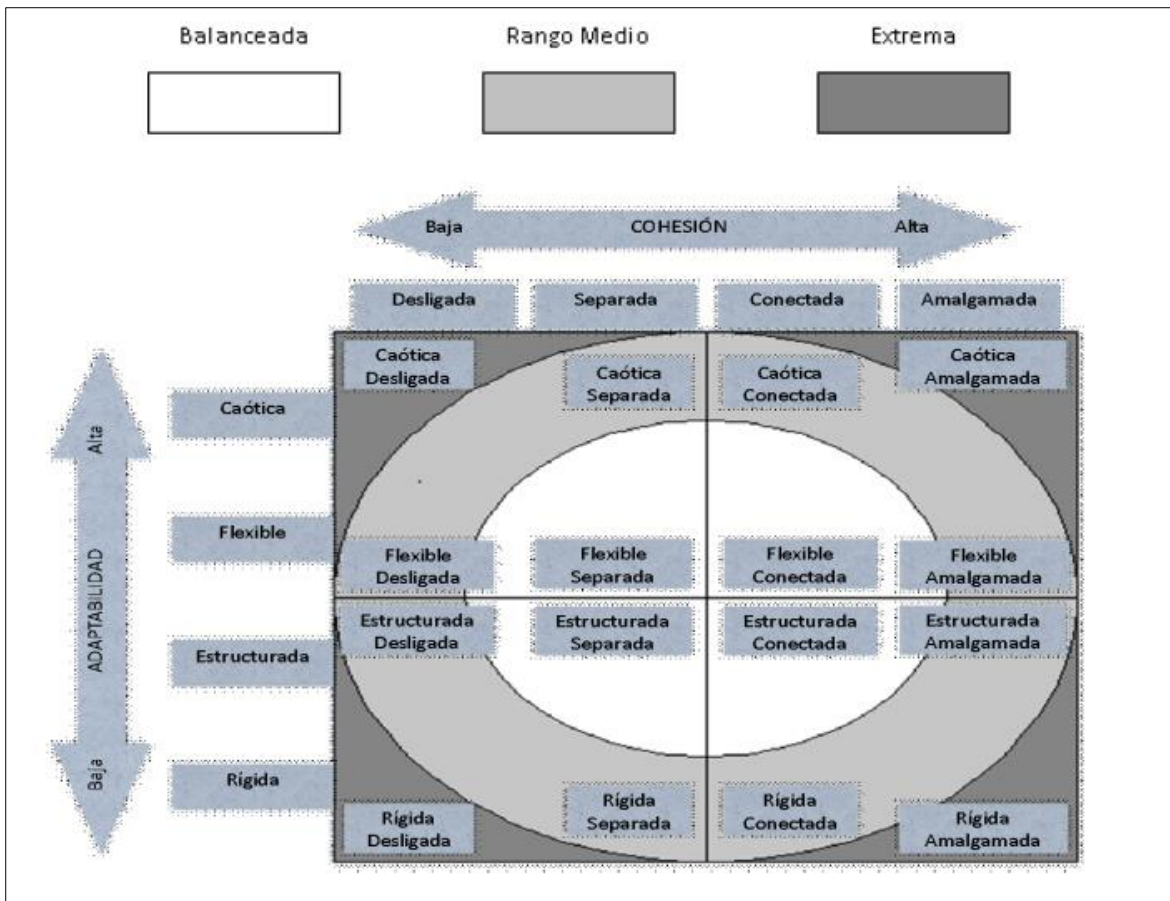 Balanceada Rango Medio Extrema
Baja COHESIÓN Alta
Desligada Separada Conectada Amalgamada
Caótica Caótica Caótica Caótica
Desligada Separada Conectada Amalgamada
Caótica
Alta
Flexible
Flexible Flexible Flexible Flexible
Desligada Separada Conectada Amalgamada
ADAPTABILIDAD
Estructurada Estructurada Estructurada Estructurada
Desligada Separada Conectada Amalgamada
Estructurada
Baja
Rígida
Rígida Rígida Rígida Rígida
Desligada Separada Conectada Amalgamada